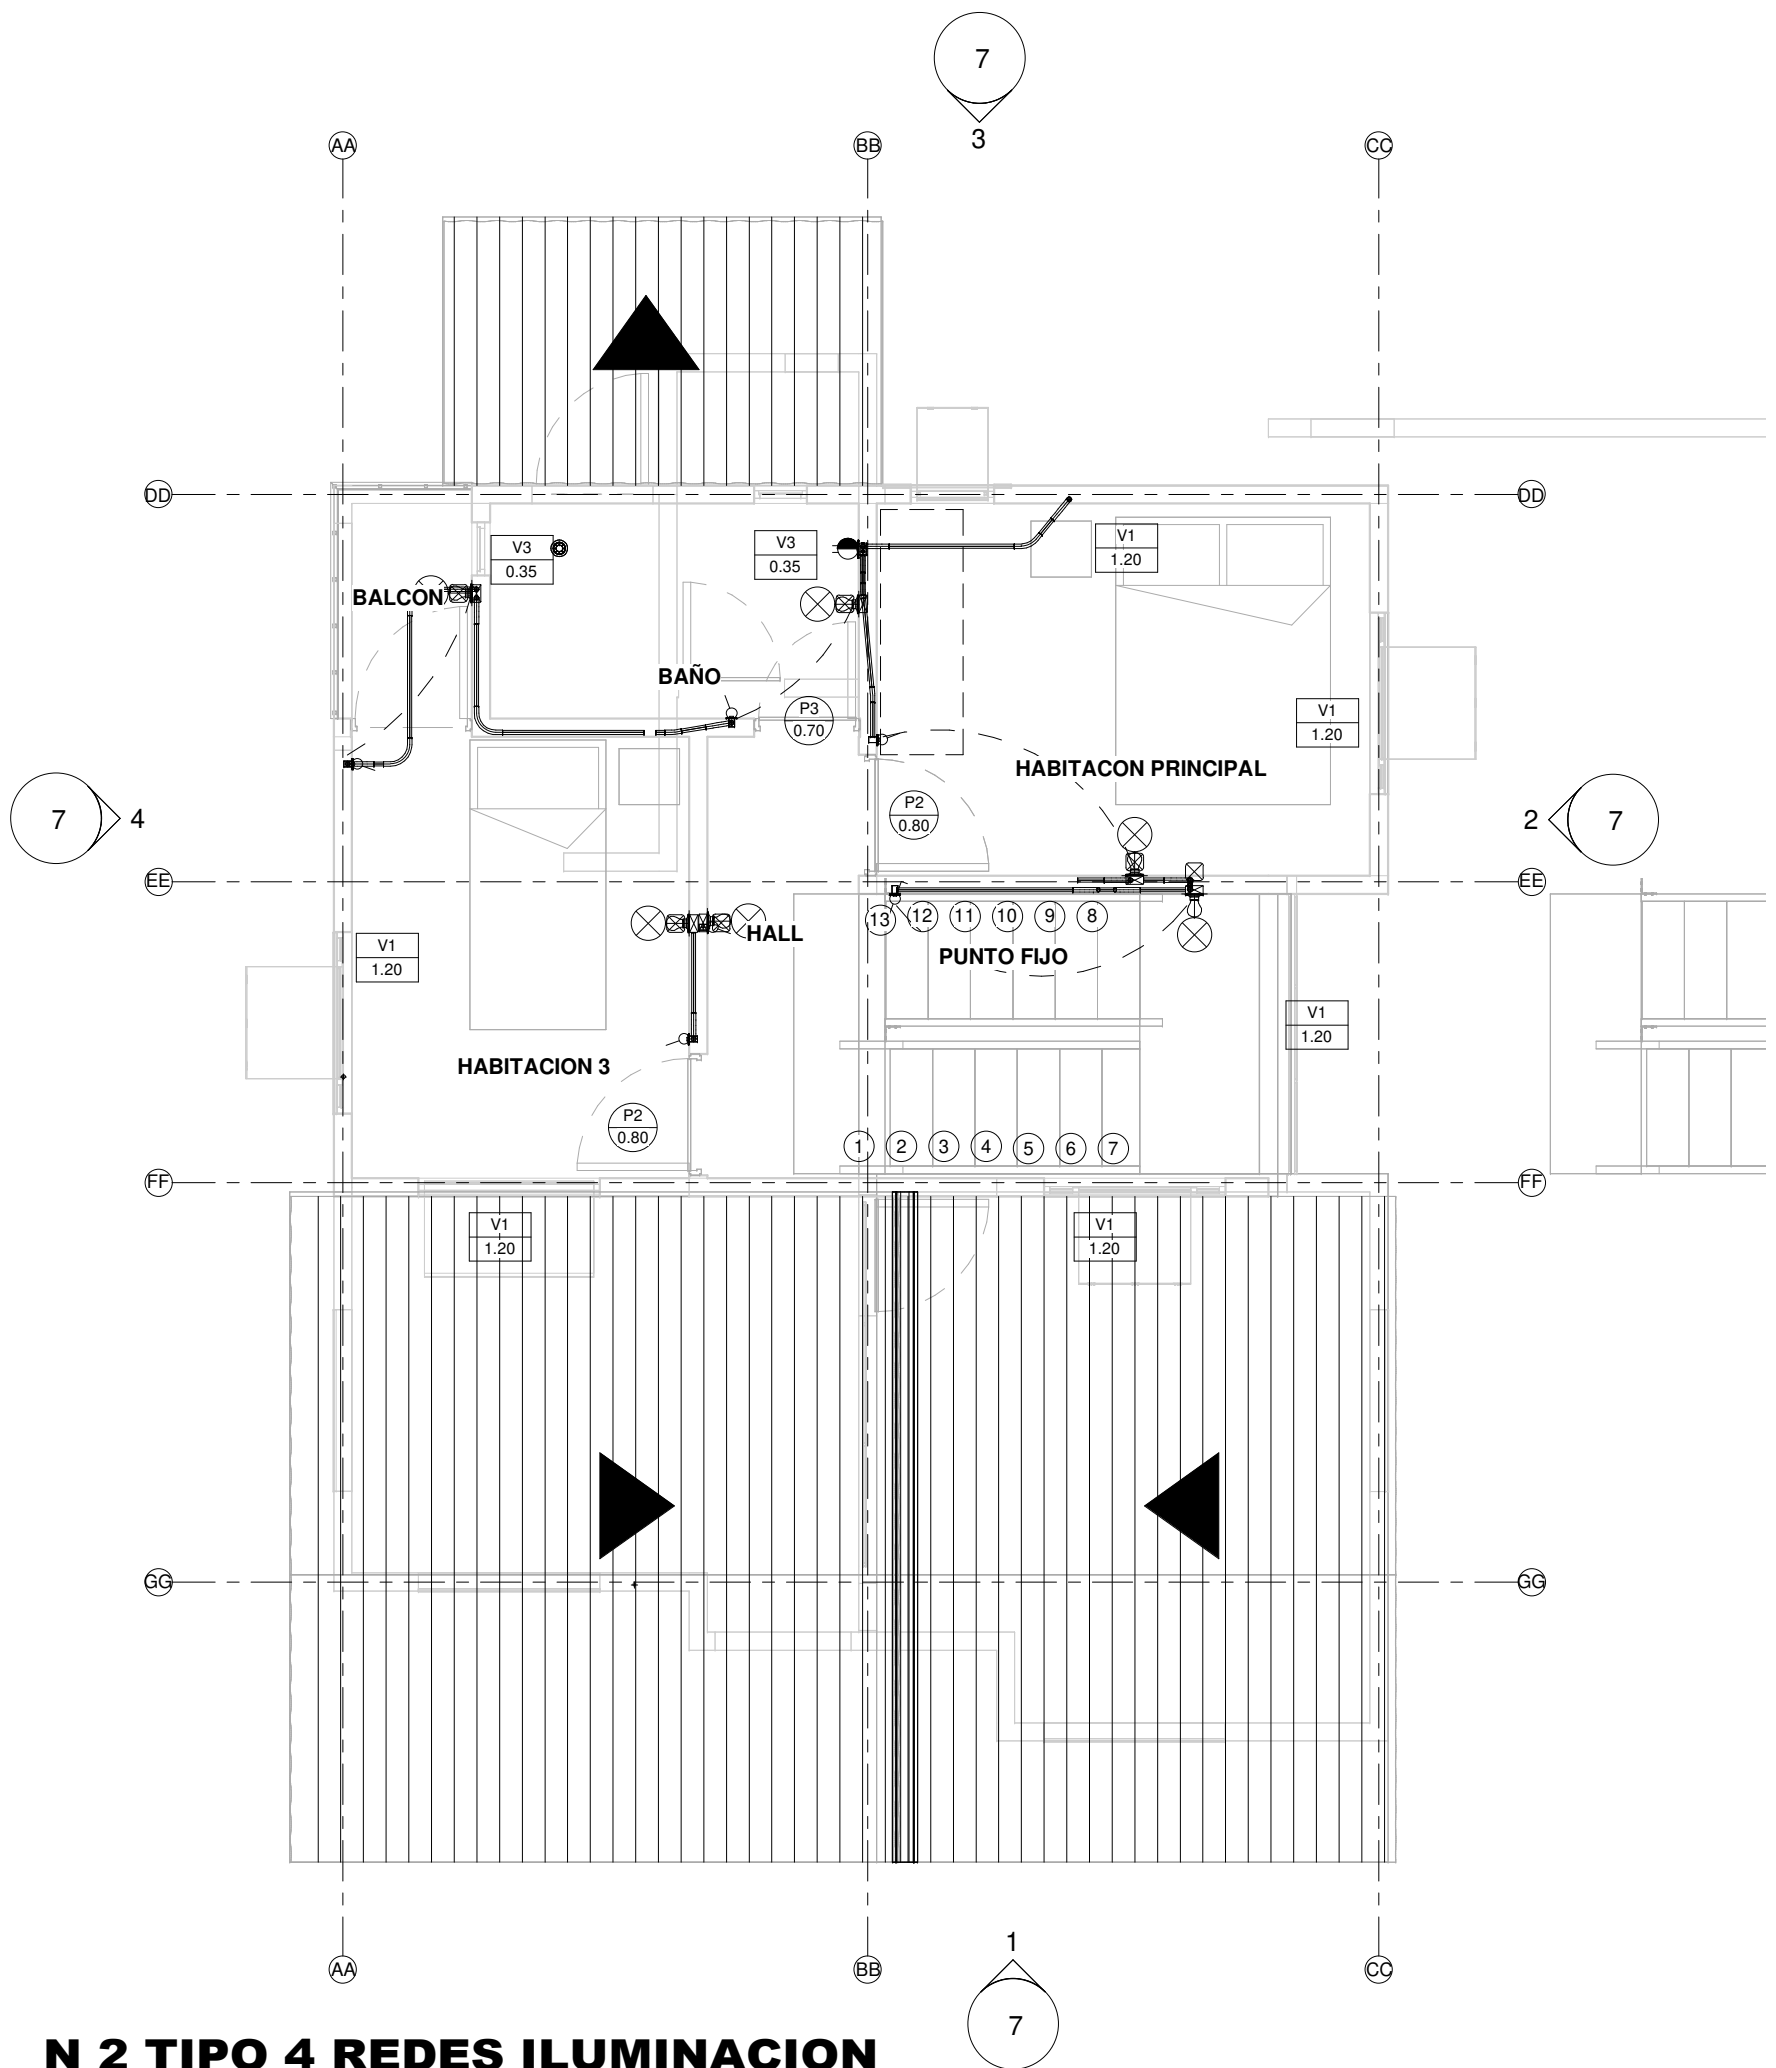 7
3
AA BB CC
DD DD
V3
0.35
V3
0.35
V1
1.20
BALCON
BAÑO
P3
0.70
V1
1.20
HABITACON PRINCIPAL
7 4
P2
0.80
2 7
EE EE
13 12 11 10 9 8
HALL
V1
1.20
PUNTO FIJO
V1
1.20
HABITACION 3
P2
0.80
1 2 3 4 5 6 7
FF FF
V1
1.20
V1
1.20
GG GG
1
AA BB CC
7
N 2 TIPO 4 REDES ILUMINACION